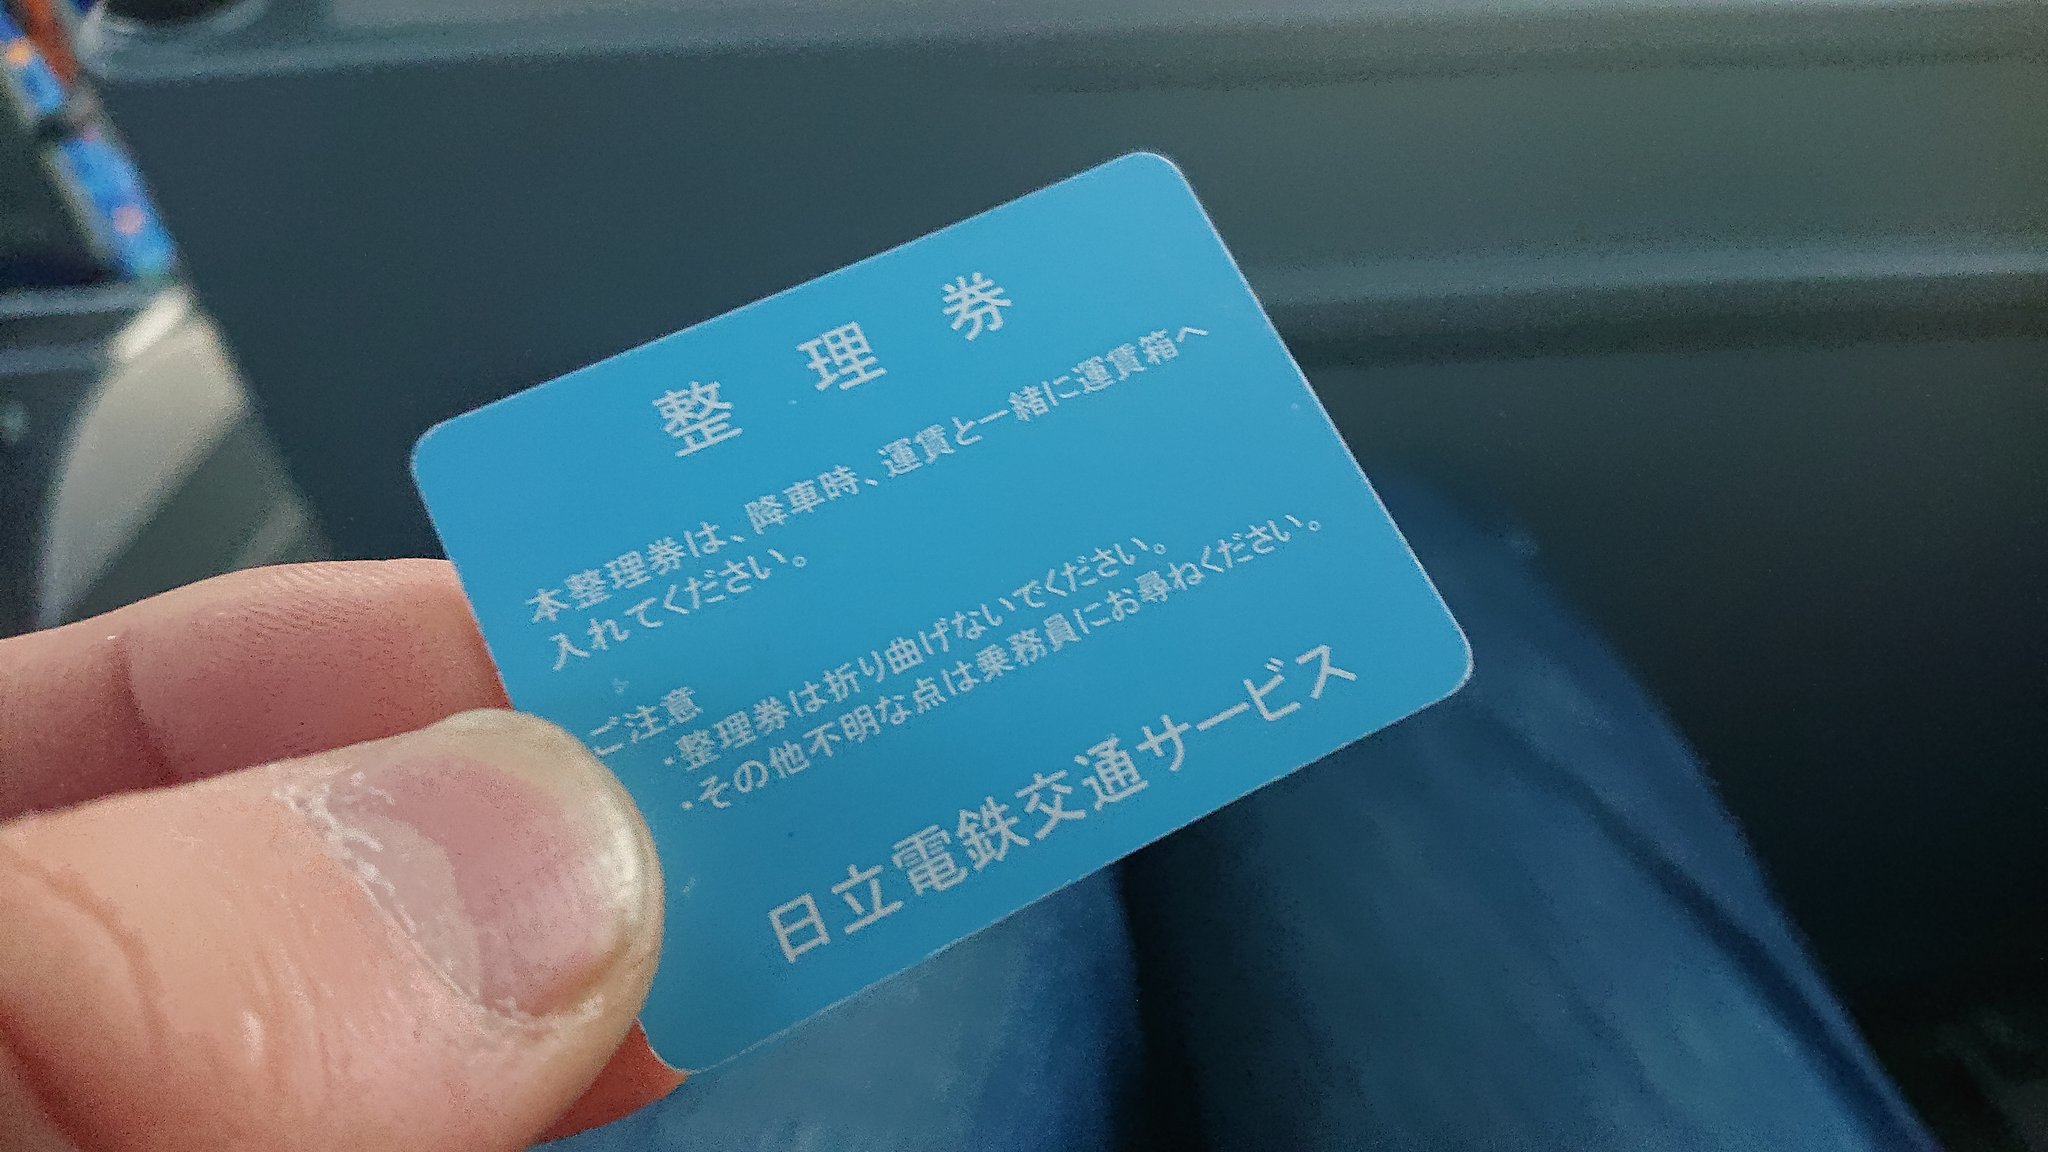 整理券
本整理券は、降車時、運賃と一緒に運賃箱へ
入れてください。
ご注意
・整理券は折り曲げないでください。
・その他不明な点は乗務員にお尋ねください。
日立電鉄交通サービス